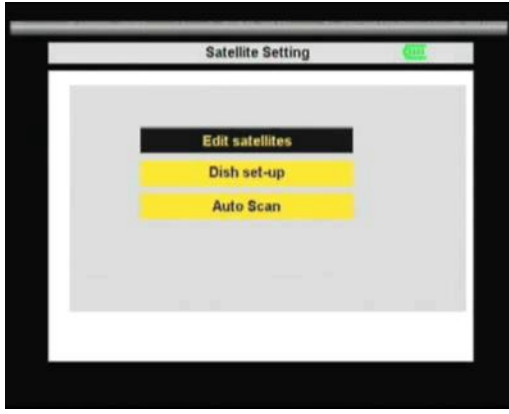 Satellite Setting
Edit satellites
Dish set-up
Auto Scan